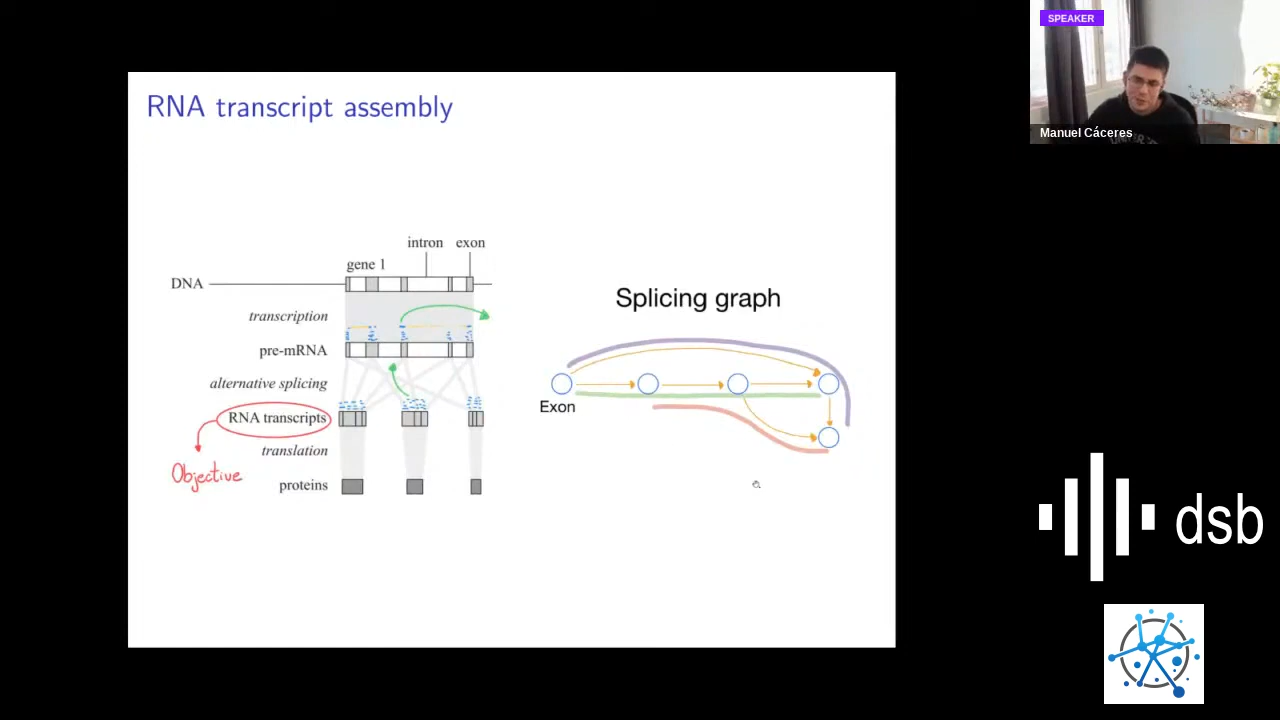 RNA transcript assembly
intron exon
gene 1
DNA
transcription
pre-mRNA
alternative splicing
RNA transcripts
translation
Objective
proteins
Splicing graph
Exon
SPEAKER
Manuel Cáceres
dsb